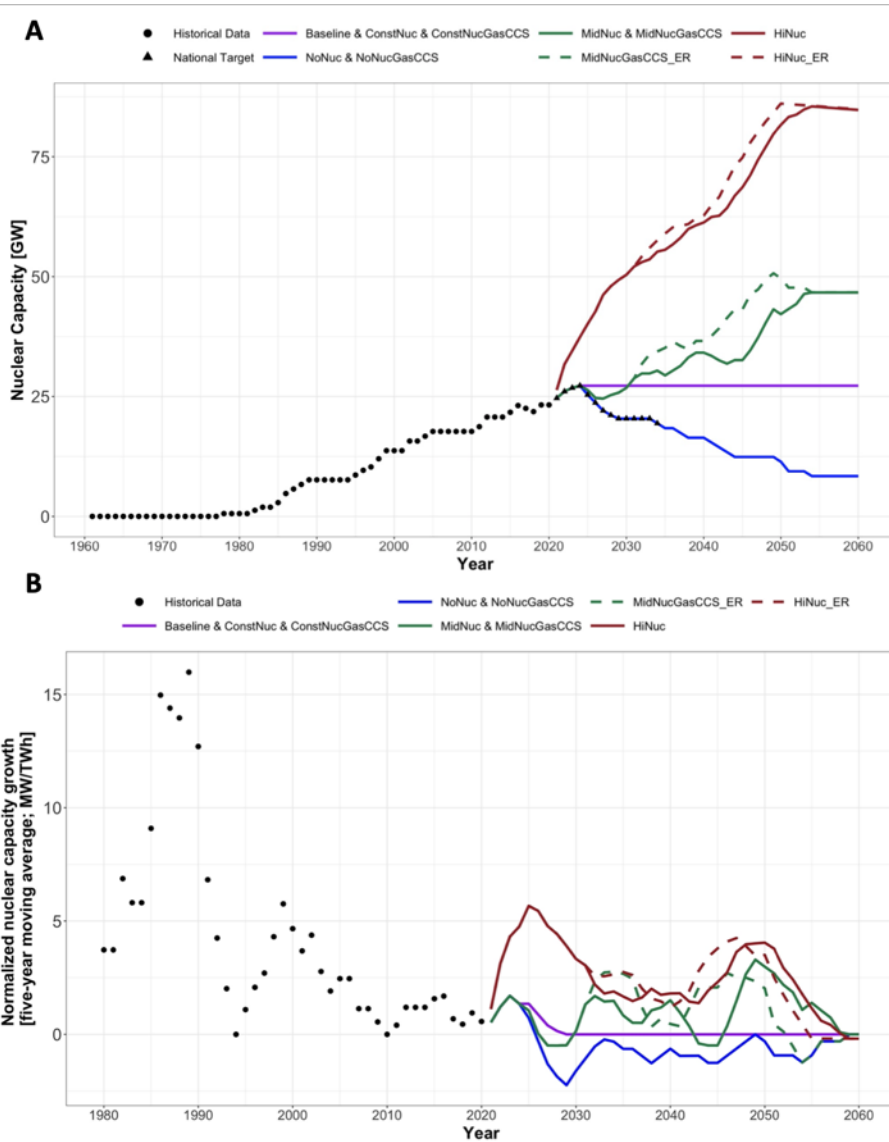 A
Historical Data
Baseline & ConstNuc & ConstNucGasCCS
MidNuc & MidNucGasCCS
HiNuc
National Target
NoNuc & NoNucGasCCS
MidNucGasCCS_ER
HiNuc_ER
Nuclear Capacity [GW]
75
50
25
0
1960 1970 1980 1990 2000 2010 2020 2030 2040 2050 2060
Year
B
Historical Data
NoNuc & NoNucGasCCS
MidNucGasCCS_ER
HiNuc_ER
Baseline & ConstNuc & ConstNucGasCCS
MidNuc & MidNucGasCCS
HiNuc
Normalized nuclear capacity growth
[five-year moving average; MW/TWh]
15
10
5
0
1980 1990 2000 2010 2020 2030 2040 2050 2060
Year